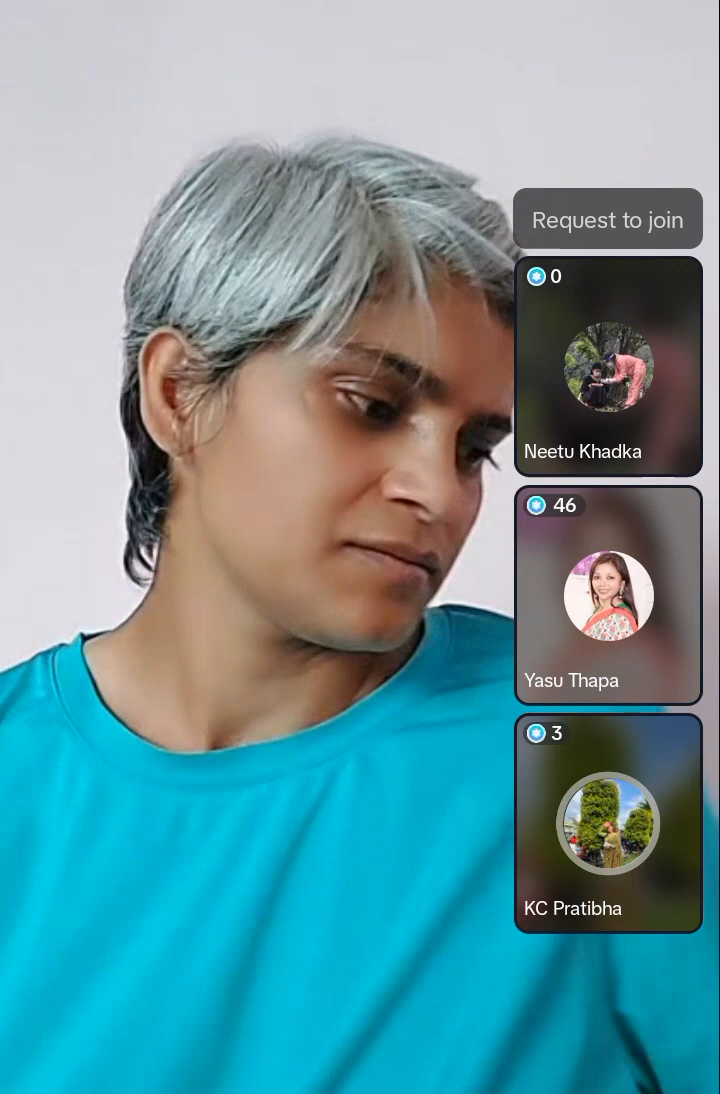 Request to join
0
Neetu Khadka
46
Yasu Thapa
3
KC Pratibha